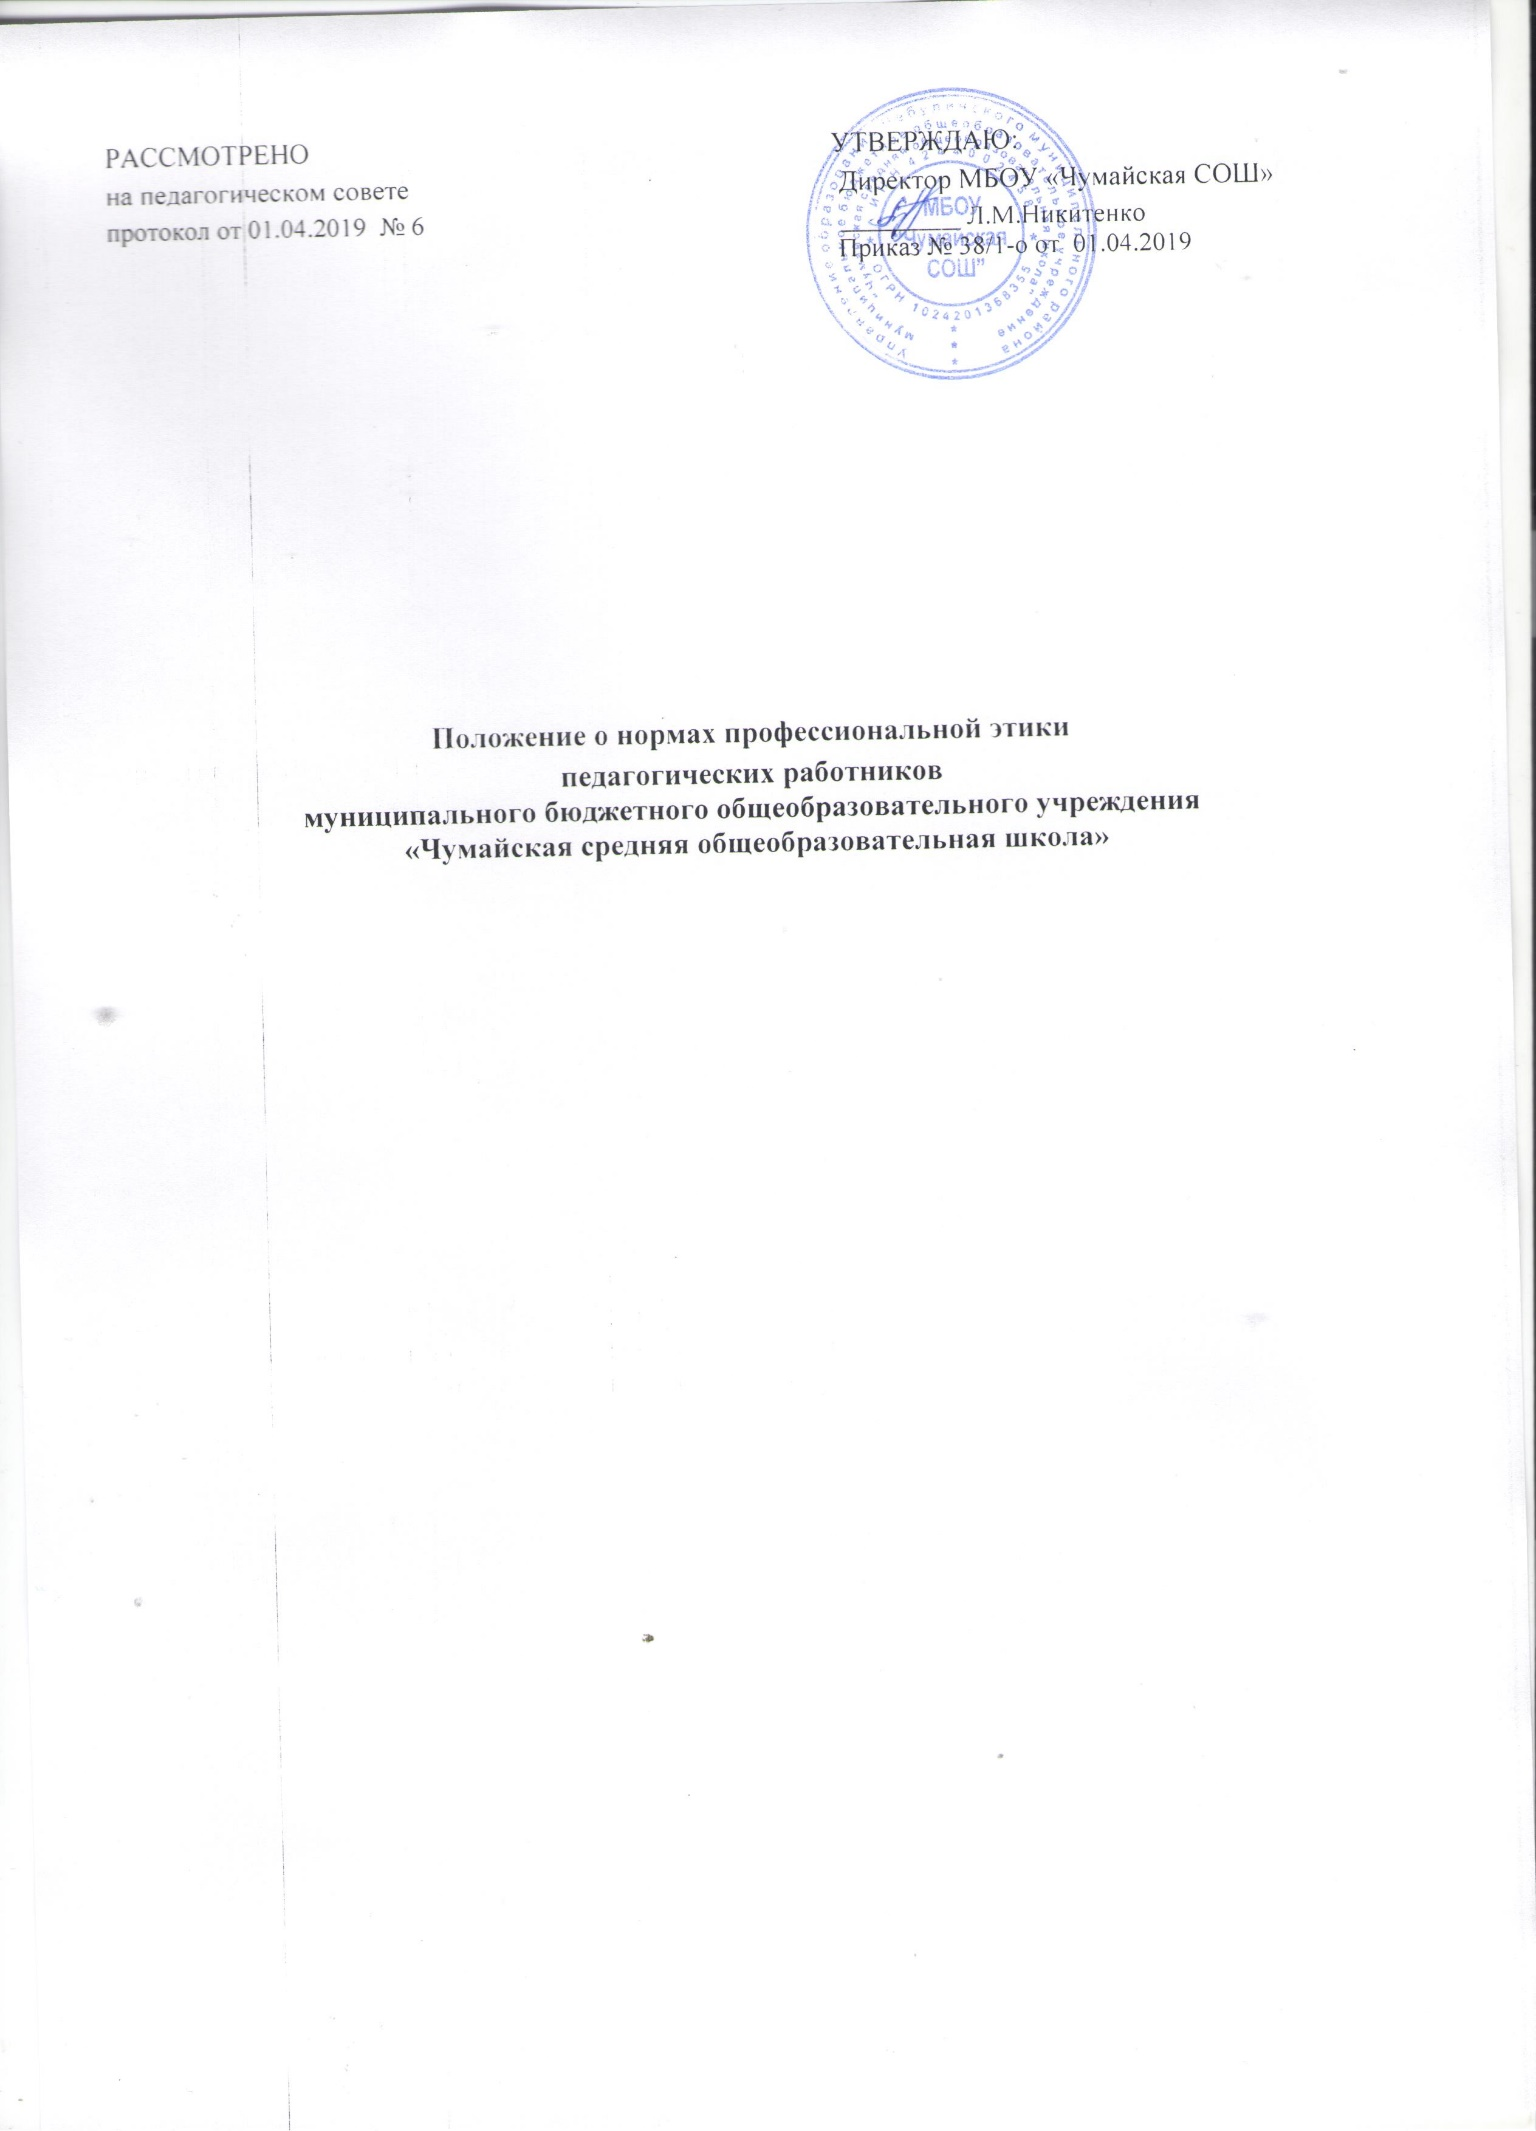 РАССМОТРЕНО
на педагогическом совете
протокол от 01.04.2019 № 6
УТВЕРЖДАЮ:
Директор МБОУ «Чумайская СОШ»
Л.М.Никитенко
Приказ № 38/1-о от 01.04.2019
МБОУ
"Чумайская
СОШ"
ОГРН 1024201368355
Положение о нормах профессиональной этики
педагогических работников
муниципального бюджетного общеобразовательного учреждения
«Чумайская средняя общеобразовательная школа»